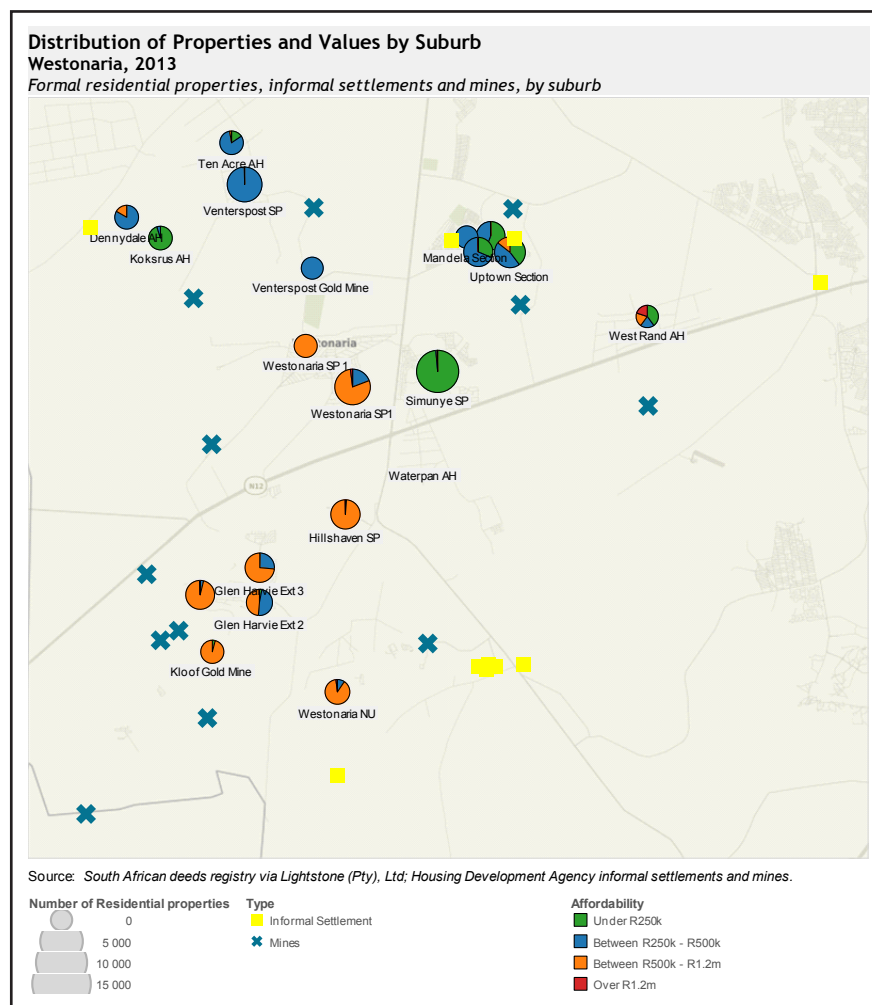 Distribution of Properties and Values by Suburb
Westonaria, 2013
Formal residential properties, informal settlements and mines, by suburb
Ten Acre AH
Venterspost SP
Dennydale AH
Koksrus AH
Mandela Section
Uptown Section
Venterspost Gold Mine
West Rand AH
Westonaria SP 1
Simunye SP
Westonaria SP1
Waterpan AH
N12
Hillshaven SP
Glen Harvie Ext 3
Glen Harvie Ext 2
Kloof Gold Mine
Westonaria NU
Source: South African deeds registry via Lightstone (Pty), Ltd; Housing Development Agency informal settlements and mines.
Number of Residential properties
0
5 000
10 000
15 000
Type
Informal Settlement
Mines
Affordability
Under R250k
Between R250k - R500k
Between R500k - R1.2m
Over R1.2m